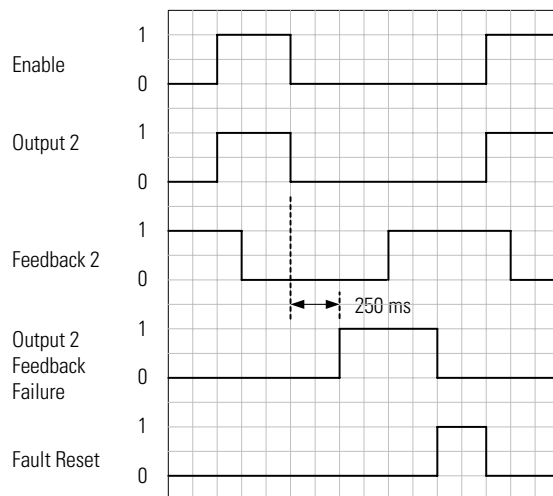 1
Enable
0
1
Output 2
0
1
Feedback 2
0
250 ms
1
Output 2
Feedback
Failure
0
1
Fault Reset
0